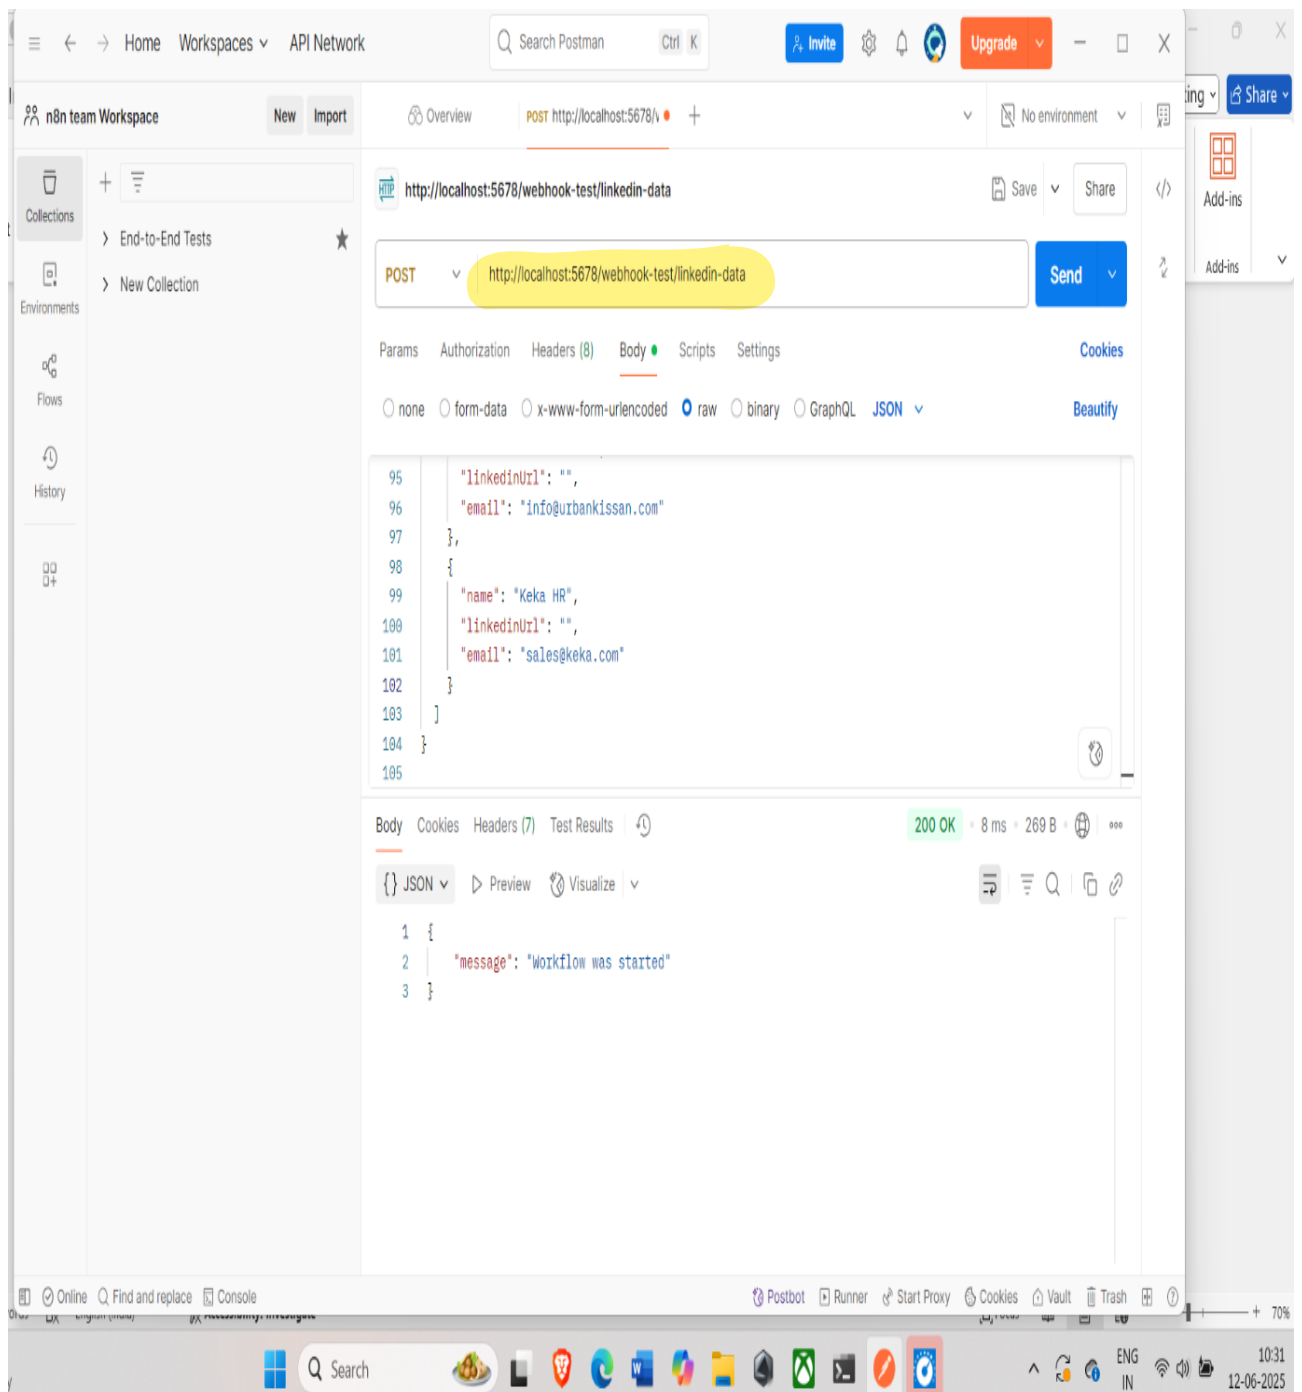 Home Workspaces API Network Search Postman Ctrl K Invite Upgrade
n8n team Workspace New Import Overview POST http://localhost:5678/ No environment
ing Share
Collections
http://localhost:5678/webhook-test/linkedin-data Save Share
Add-ins
End-to-End Tests
New Collection
POST http://localhost:5678/webhook-test/linkedin-data Send
Add-ins
Environments
Params Authorization Headers (8) Body Scripts Settings Cookies
Flows
none form-data x-www-form-urlencoded raw binary GraphQL JSON Beautify
History
95 "linkedinUrl": "",
96 "email": "info@urbankissan.com"
97 },
98 {
99 "name": "Keka HR",
100 "linkedinUrl": "",
101 "email": "sales@keka.com"
102 }
103 ]
104 }
105
Body Cookies Headers (7) Test Results 200 OK 8 ms 269 B
{} JSON Preview Visualize
1 {
2 "message": "Workflow was started"
3 }
Online Find and replace Console Postbot Runner Start Proxy Cookies Vault Trash
70%
Search
ENG
IN
10:31
12-06-2025